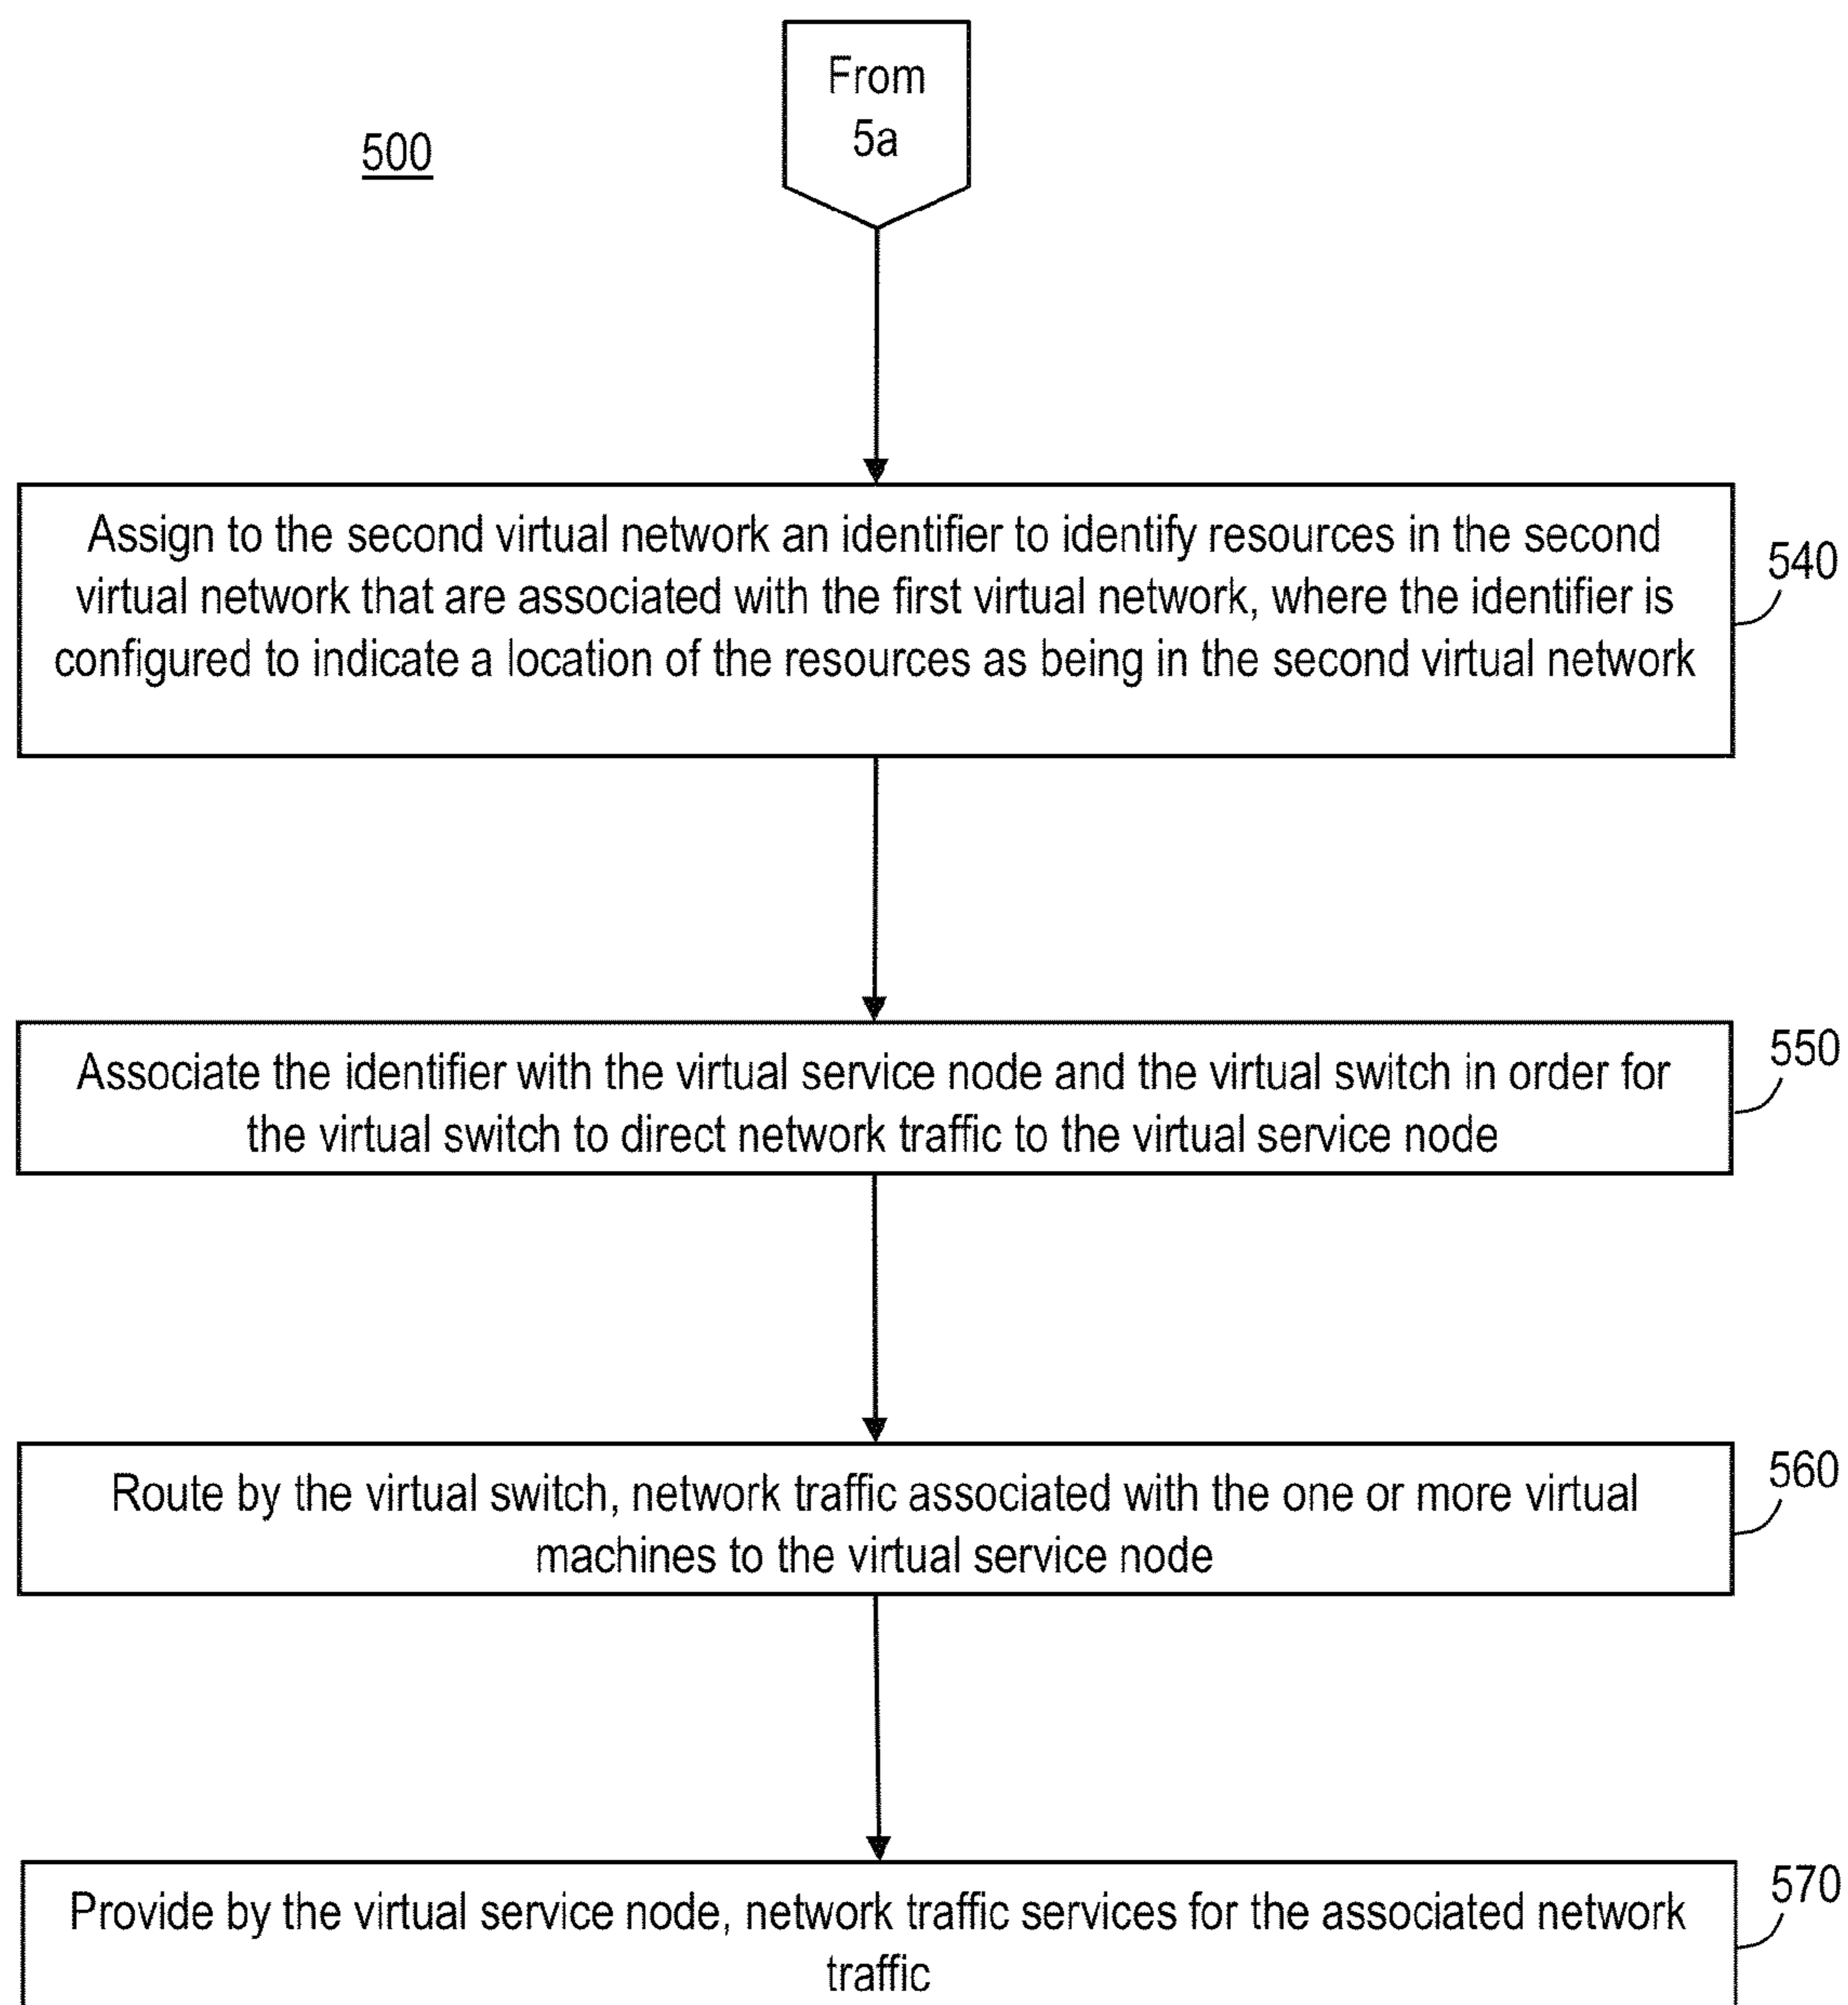 From
5a
500
Assign to the second virtual network an identifier to identify resources in the second
virtual network that are associated with the first virtual network, where the identifier is
configured to indicate a location of the resources as being in the second virtual network
540
Associate the identifier with the virtual service node and the virtual switch in order for
the virtual switch to direct network traffic to the virtual service node
550
Route by the virtual switch, network traffic associated with the one or more virtual
machines to the virtual service node
560
Provide by the virtual service node, network traffic services for the associated network
traffic
570